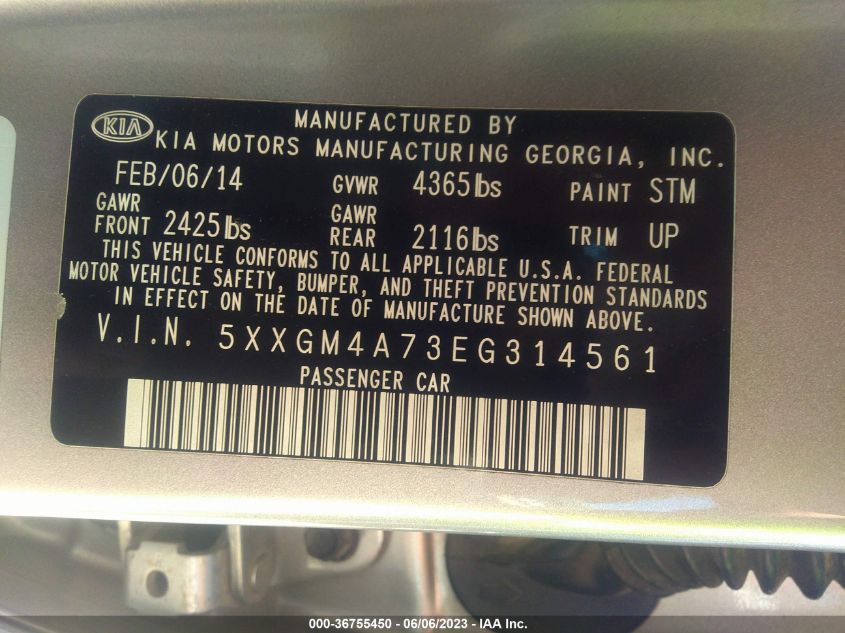 MANUFACTURED BY
KIA KIA MOTORS MANUFACTURING GEORGIA, INC.
FEB/06/14 GVWR 4365lbs PAINT STM
GAWR FRONT 2425lbs GAWR REAR 2116lbs TRIM UP
THIS VEHICLE CONFORMS TO ALL APPLICABLE U.S.A. FEDERAL
MOTOR VEHICLE SAFETY, BUMPER, AND THEFT PREVENTION STANDARDS
IN EFFECT ON THE DATE OF MANUFACTURE SHOWN ABOVE.
V.I.N. 5XXGM4A73EG314561
PASSENGER CAR
000-36755450 - 06/06/2023 - IAA Inc.